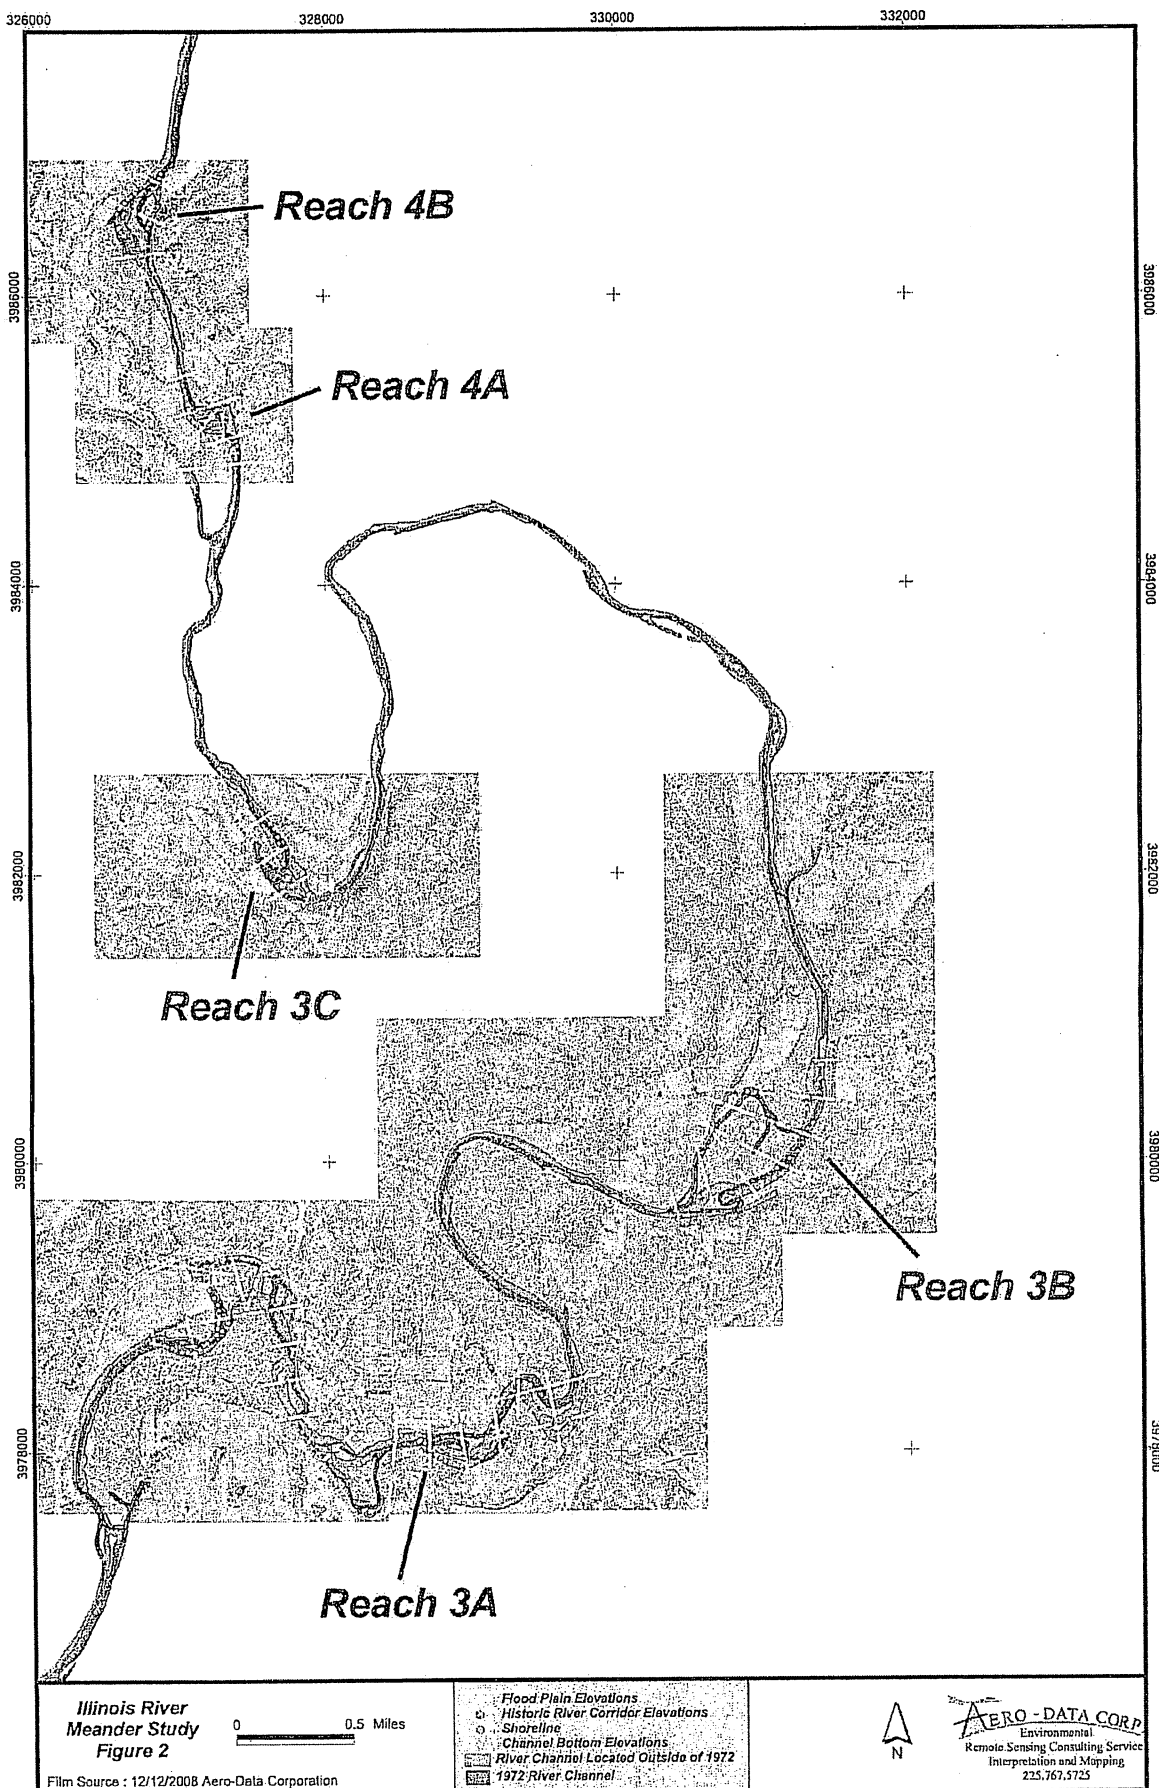 326000 328000 330000 332000
Reach 4B
3986000 3986000
Reach 4A
3984000 3984000
3982000 3982000
Reach 3C
3980000 3980000
Reach 3B
3978000 3978000
Reach 3A
Illinois River
Meander Study
Figure 2
0 0.5 Miles
Film Source : 12/12/2008 Aero-Data Corporation
Flood Plain Elevations
Historic River Corridor Elevations
Shoreline
Channel Bottom Elevations
River Channel Located Outside of 1972
1972 River Channel
N
AERO-DATA CORP
Environmental
Remote Sensing Consulting Service
Interpretation and Mapping
225.767.5725